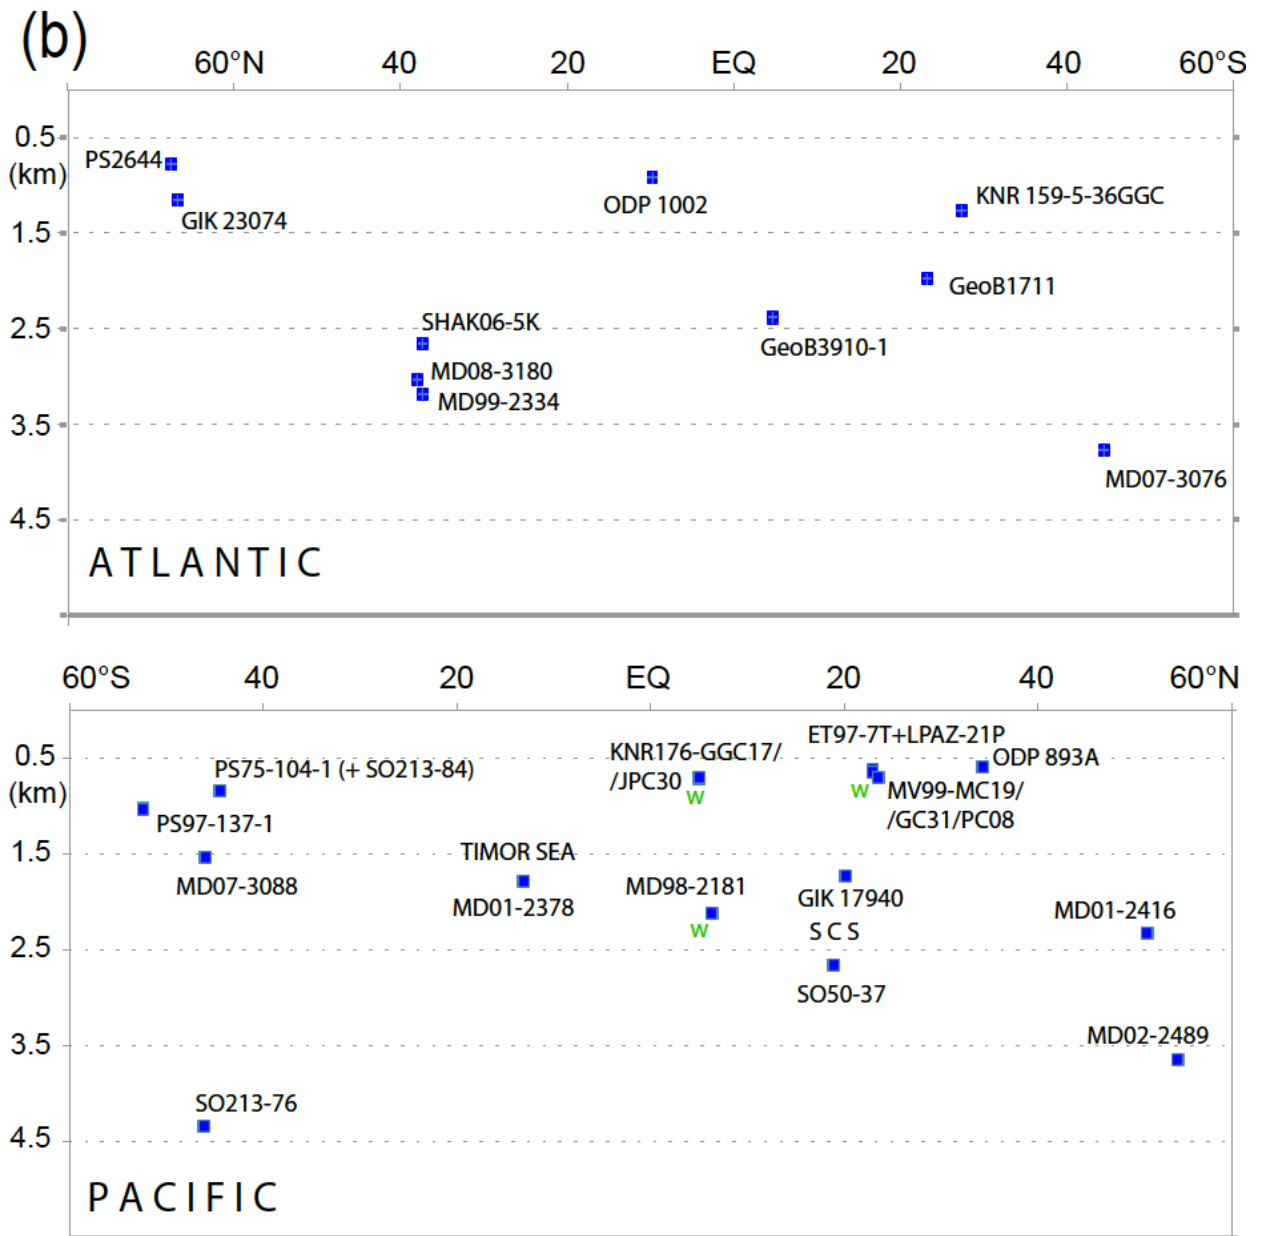 (b)
60°N 40 20 EQ 20 40 60°S
0.5
(km)
1.5
2.5
3.5
4.5
PS2644
GIK 23074
ODP 1002
KNR 159-5-36GGC
GeoB1711
SHAK06-5K
GeoB3910-1
MD08-3180
MD99-2334
MD07-3076
ATLANTIC
60°S 40 20 EQ 20 40 60°N
0.5
(km)
1.5
2.5
3.5
4.5
PS75-104-1 (+ SO213-84)
PS97-137-1
MD07-3088
TIMOR SEA
MD01-2378
KNR176-GGC17/
/JPC30
w
ET97-7T+LPAZ-21P
ODP 893A
w
MV99-MC19/
/GC31/PC08
MD98-2181
w
GIK 17940
S C S
SO50-37
MD01-2416
MD02-2489
SO213-76
PACIFIC